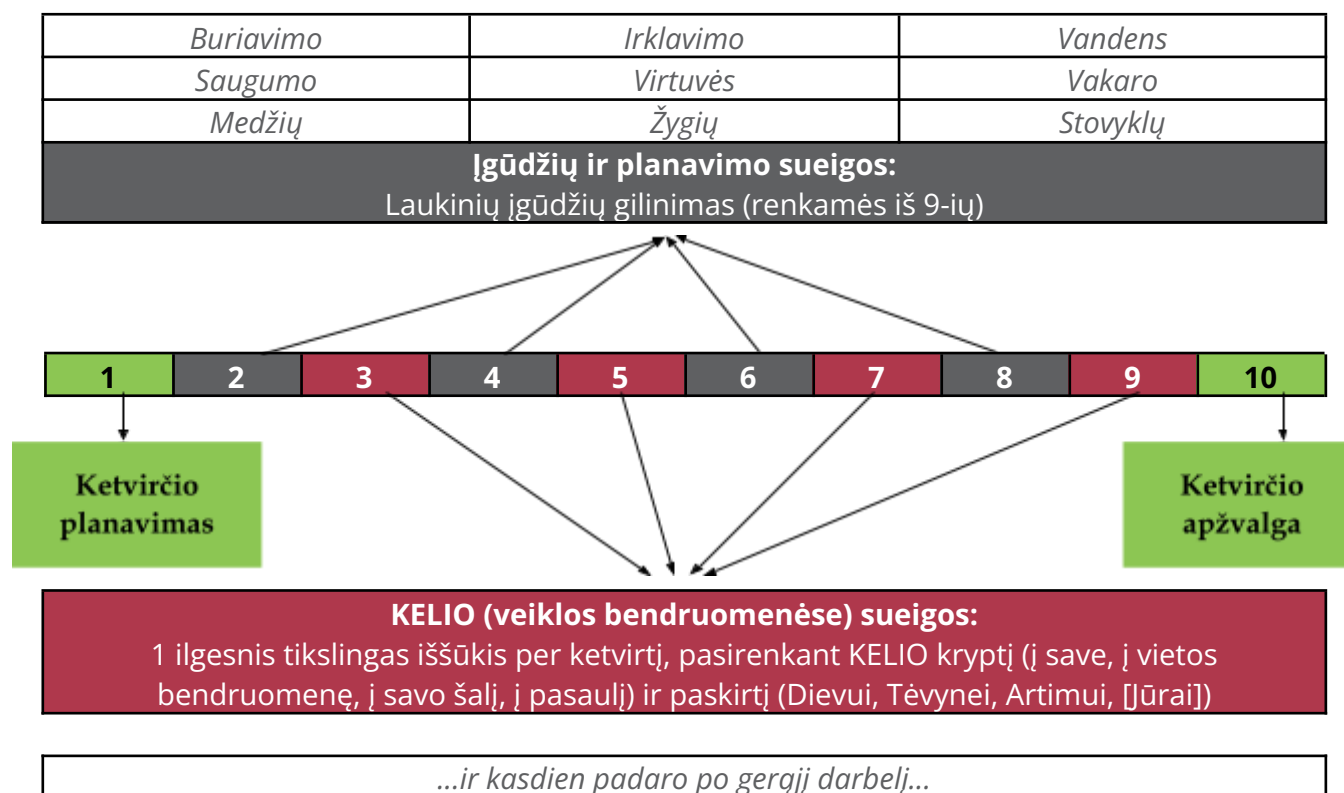 Buriavimo Irklavimo Vandens
Saugumo Virtuvės Vakaro
Medžių Žygių Stovyklų
Įgūdžių ir planavimo sueigos:
Laukinių įgūdžių gilinimas (renkamės iš 9-ių)
1 2 3 4 5 6 7 8 9 10
Ketvirčio
planavimas
Ketvirčio
apžvalga
KELIO (veiklos bendruomenėse) sueigos:
1 ilgesnis tikslingas iššūkis per ketvirtį, pasirenkant KELIO kryptį (į save, į vietos
bendruomenę, į savo šalį, į pasaulį) ir paskirtį (Dievui, Tėvynei, Artimui, [Jūrai])
...ir kasdien padaro po gerąjį darbelį...